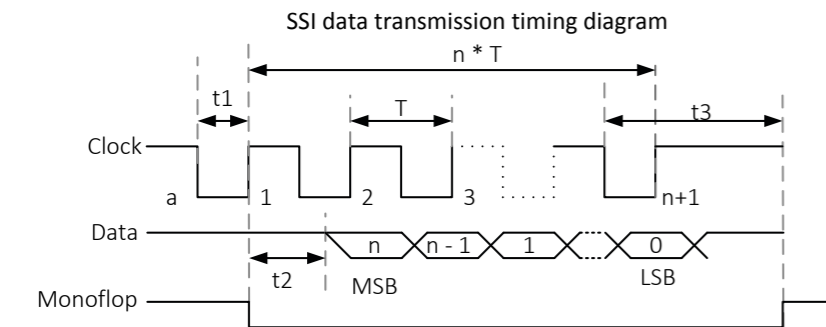 SSI data transmission timing diagram
n * T
t1
T
t3
Clock
a
1
2
3
n+1
Data
n
n - 1
1
0
t2
MSB
LSB
Monoflop